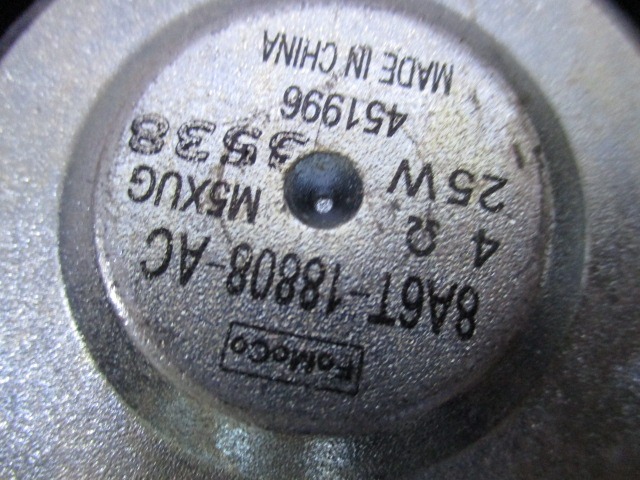 FoMoCo
8A6T-18808-AC
4 Ω M5XUG
25W 3538
451996
MADE IN CHINA